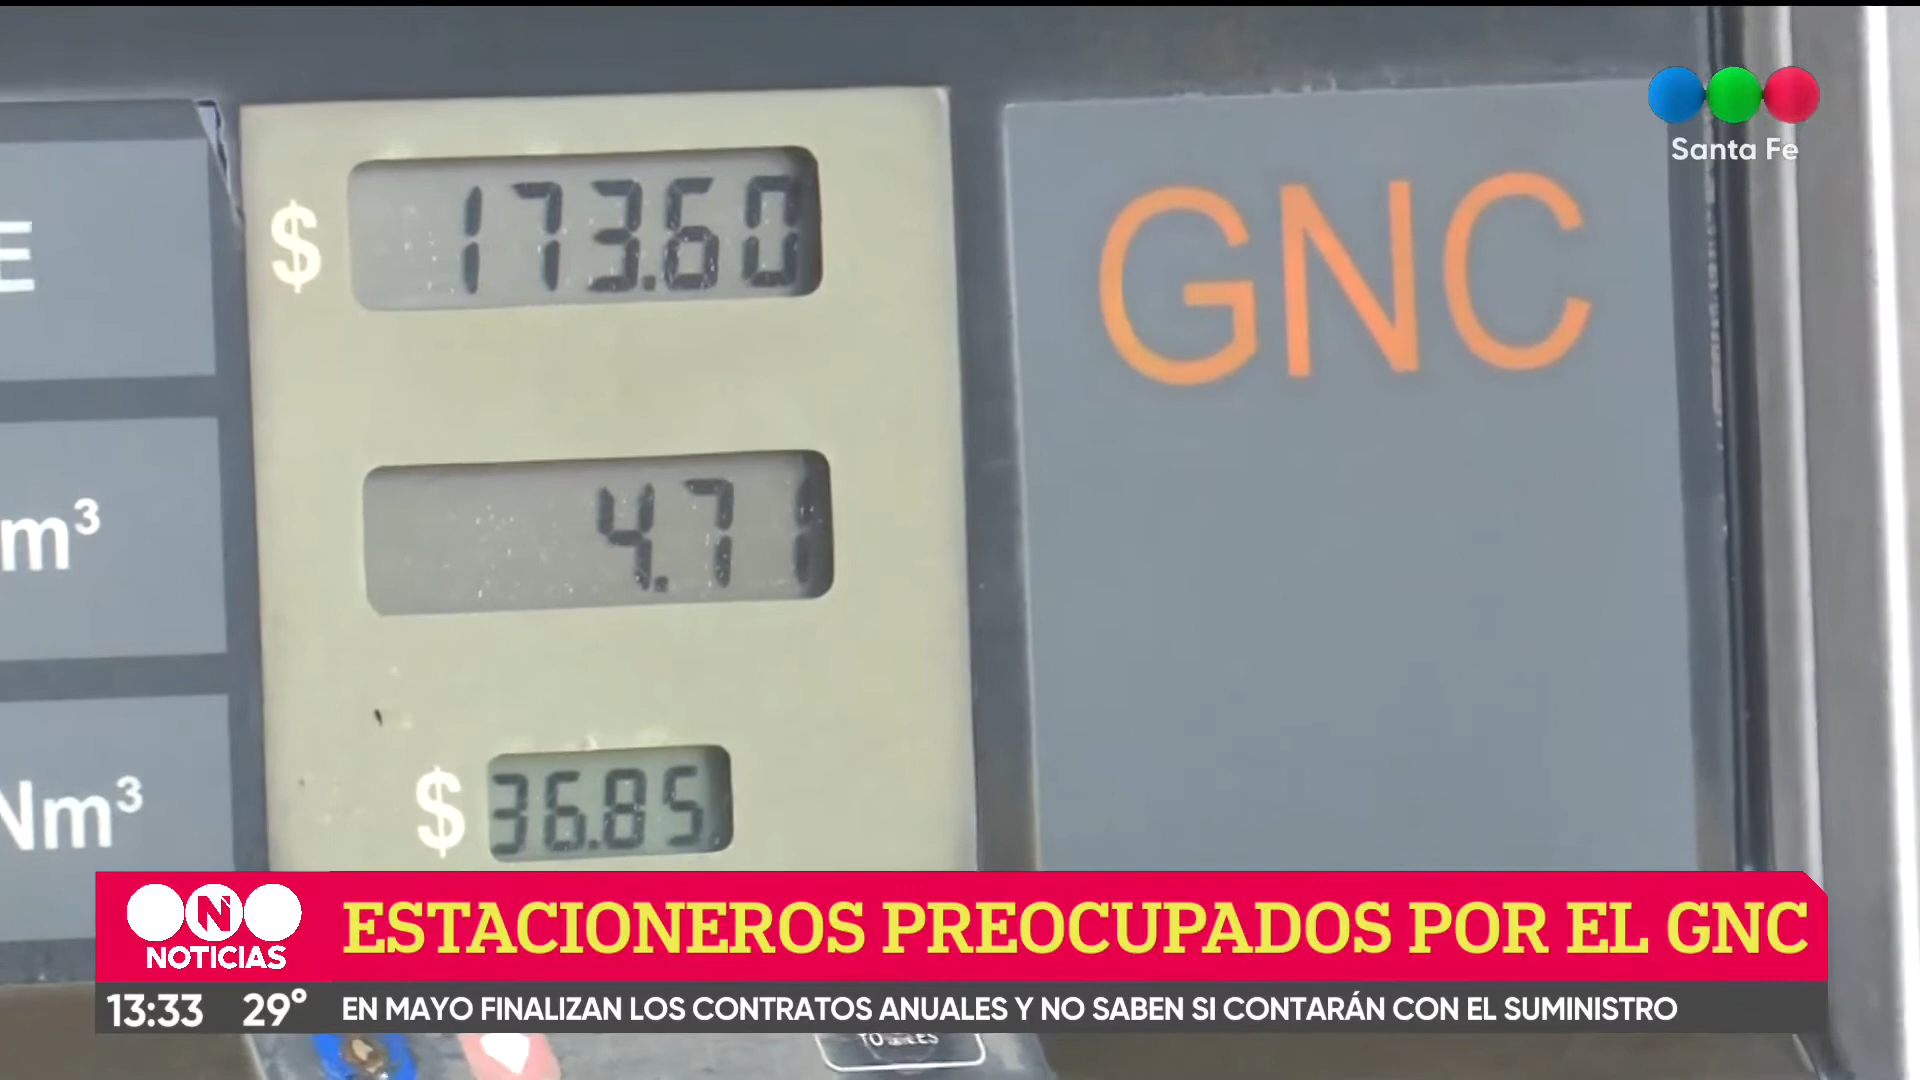 Santa Fe
E
$ 173.60
GNC
m³
4.71
Nm³
$ 36.85
N
NOTICIAS
ESTACIONEROS PREOCUPADOS POR EL GNC
13:33 29°
EN MAYO FINALIZAN LOS CONTRATOS ANUALES Y NO SABEN SI CONTARÁN CON EL SUMINISTRO